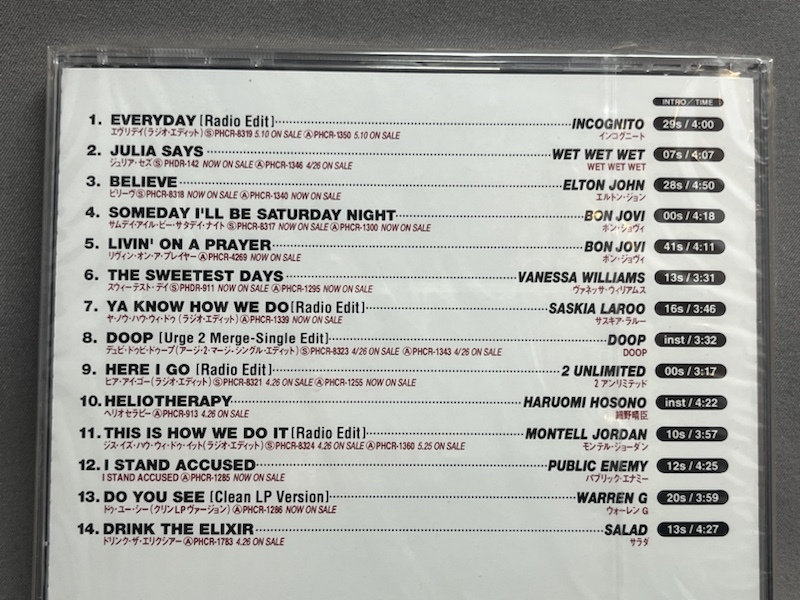 INTRO / TIME
1. EVERYDAY [Radio Edit] INCOGNITO 29s / 4:00
エヴリデイ(ラジオ・エディット) Ⓢ PHCR-8319 5.10 ON SALE Ⓐ PHCR-1350 5.10 ON SALE インコグニート
2. JULIA SAYS WET WET WET 07s / 4:07
ジュリア・セズ Ⓢ PHDR-142 NOW ON SALE Ⓐ PHCR-1346 4/26 ON SALE WET WET WET
3. BELIEVE ELTON JOHN 28s / 4:50
ビリーヴ Ⓢ PHCR-8318 NOW ON SALE Ⓐ PHCR-1340 NOW ON SALE エルトン・ジョン
4. SOMEDAY I'LL BE SATURDAY NIGHT BON JOVI 00s / 4:18
サムデイ・アイル・ビー・サタデイ・ナイト Ⓢ PHCR-8317 NOW ON SALE Ⓐ PHCR-1300 NOW ON SALE ボン・ジョヴィ
5. LIVIN' ON A PRAYER BON JOVI 41s / 4:11
リヴィン・オン・ア・プレイヤー Ⓐ PHCR-4269 NOW ON SALE ボン・ジョヴィ
6. THE SWEETEST DAYS VANESSA WILLIAMS 13s / 3:31
スウィーテスト・デイ Ⓢ PHDR-911 NOW ON SALE Ⓐ PHCR-1295 NOW ON SALE ヴァネッサ・ウィリアムス
7. YA KNOW HOW WE DO [Radio Edit] SASKIA LAROO 16s / 3:46
ヤ・ノウ・ハウ・ウィ・ドゥ (ラジオ・エディット) Ⓐ PHCR-1339 NOW ON SALE サスキア・ラルー
8. DOOP [Urge 2 Merge-Single Edit] DOOP inst / 3:32
デュビ・ドゥビ・ドゥープ (アージ・2・マージ・シングル・エディット) Ⓢ PHCR-8323 4/26 ON SALE Ⓐ PHCR-1343 4/26 ON SALE DOOP
9. HERE I GO [Radio Edit] 2 UNLIMITED 00s / 3:17
ヒア・アイ・ゴー(ラジオ・エディット) Ⓢ PHCR-8321 4.26 ON SALE Ⓐ PHCR-1255 NOW ON SALE 2 アンリミテッド
10. HELIOTHERAPY HARUOMI HOSONO inst / 4:22
ヘリオセラピー Ⓐ PHCR-913 4.26 ON SALE 細野晴臣
11. THIS IS HOW WE DO IT [Radio Edit] MONTELL JORDAN 10s / 3:57
ジス・イズ・ハウ・ウィ・ドゥ・イット(ラジオ・エディット) Ⓢ PHCR-8324 4.26 ON SALE Ⓐ PHCR-1360 5.25 ON SALE モンテル・ジョーダン
12. I STAND ACCUSED PUBLIC ENEMY 12s / 4:25
I STAND ACCUSED Ⓐ PHCR-1285 NOW ON SALE パブリック・エナミー
13. DO YOU SEE [Clean LP Version] WARREN G 20s / 3:59
ドゥ・ユー・シー (クリンLPヴァージョン) Ⓐ PHCR-1286 NOW ON SALE ウォーレン G
14. DRINK THE ELIXIR SALAD 13s / 4:27
ドリンク・ザ・エリクシアー Ⓐ PHCR-1783 4.26 ON SALE サラダ